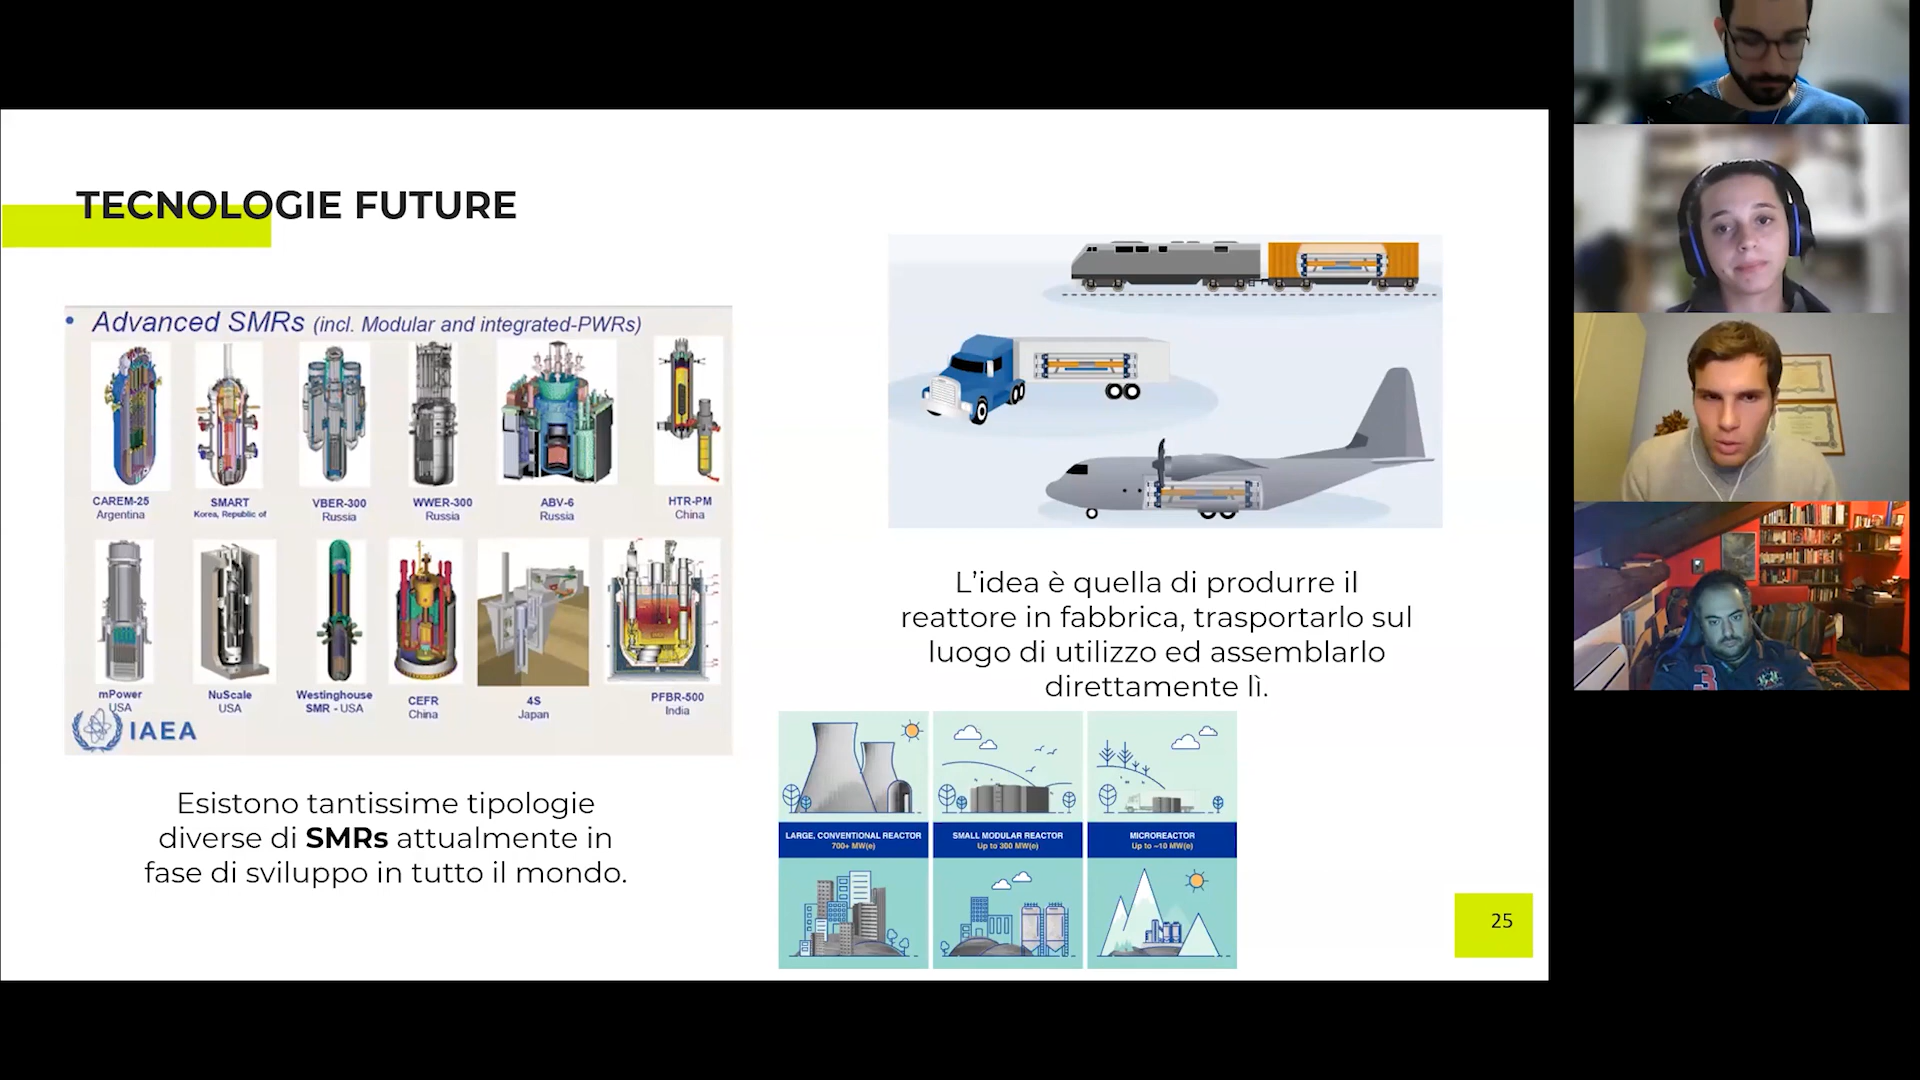 TECNOLOGIE FUTURE
• Advanced SMRs (incl. Modular and integrated-PWRs)
CAREM-25
Argentina
SMART
Korea, Republic of
VBER-300
Russia
WWER-300
Russia
ABV-6
Russia
HTR-PM
China
mPower
USA
NuScale
USA
Westinghouse
SMR - USA
CEFR
China
4S
Japan
PFBR-500
India
IAEA
Esistono tantissime tipologie
diverse di SMRs attualmente in
fase di sviluppo in tutto il mondo.
L’idea è quella di produrre il
reattore in fabbrica, trasportarlo sul
luogo di utilizzo ed assemblarlo
direttamente lì.
LARGE, CONVENTIONAL REACTOR
700+ MW(e)
SMALL MODULAR REACTOR
Up to 300 MW(e)
MICROREACTOR
Up to ~10 MW(e)
25
3